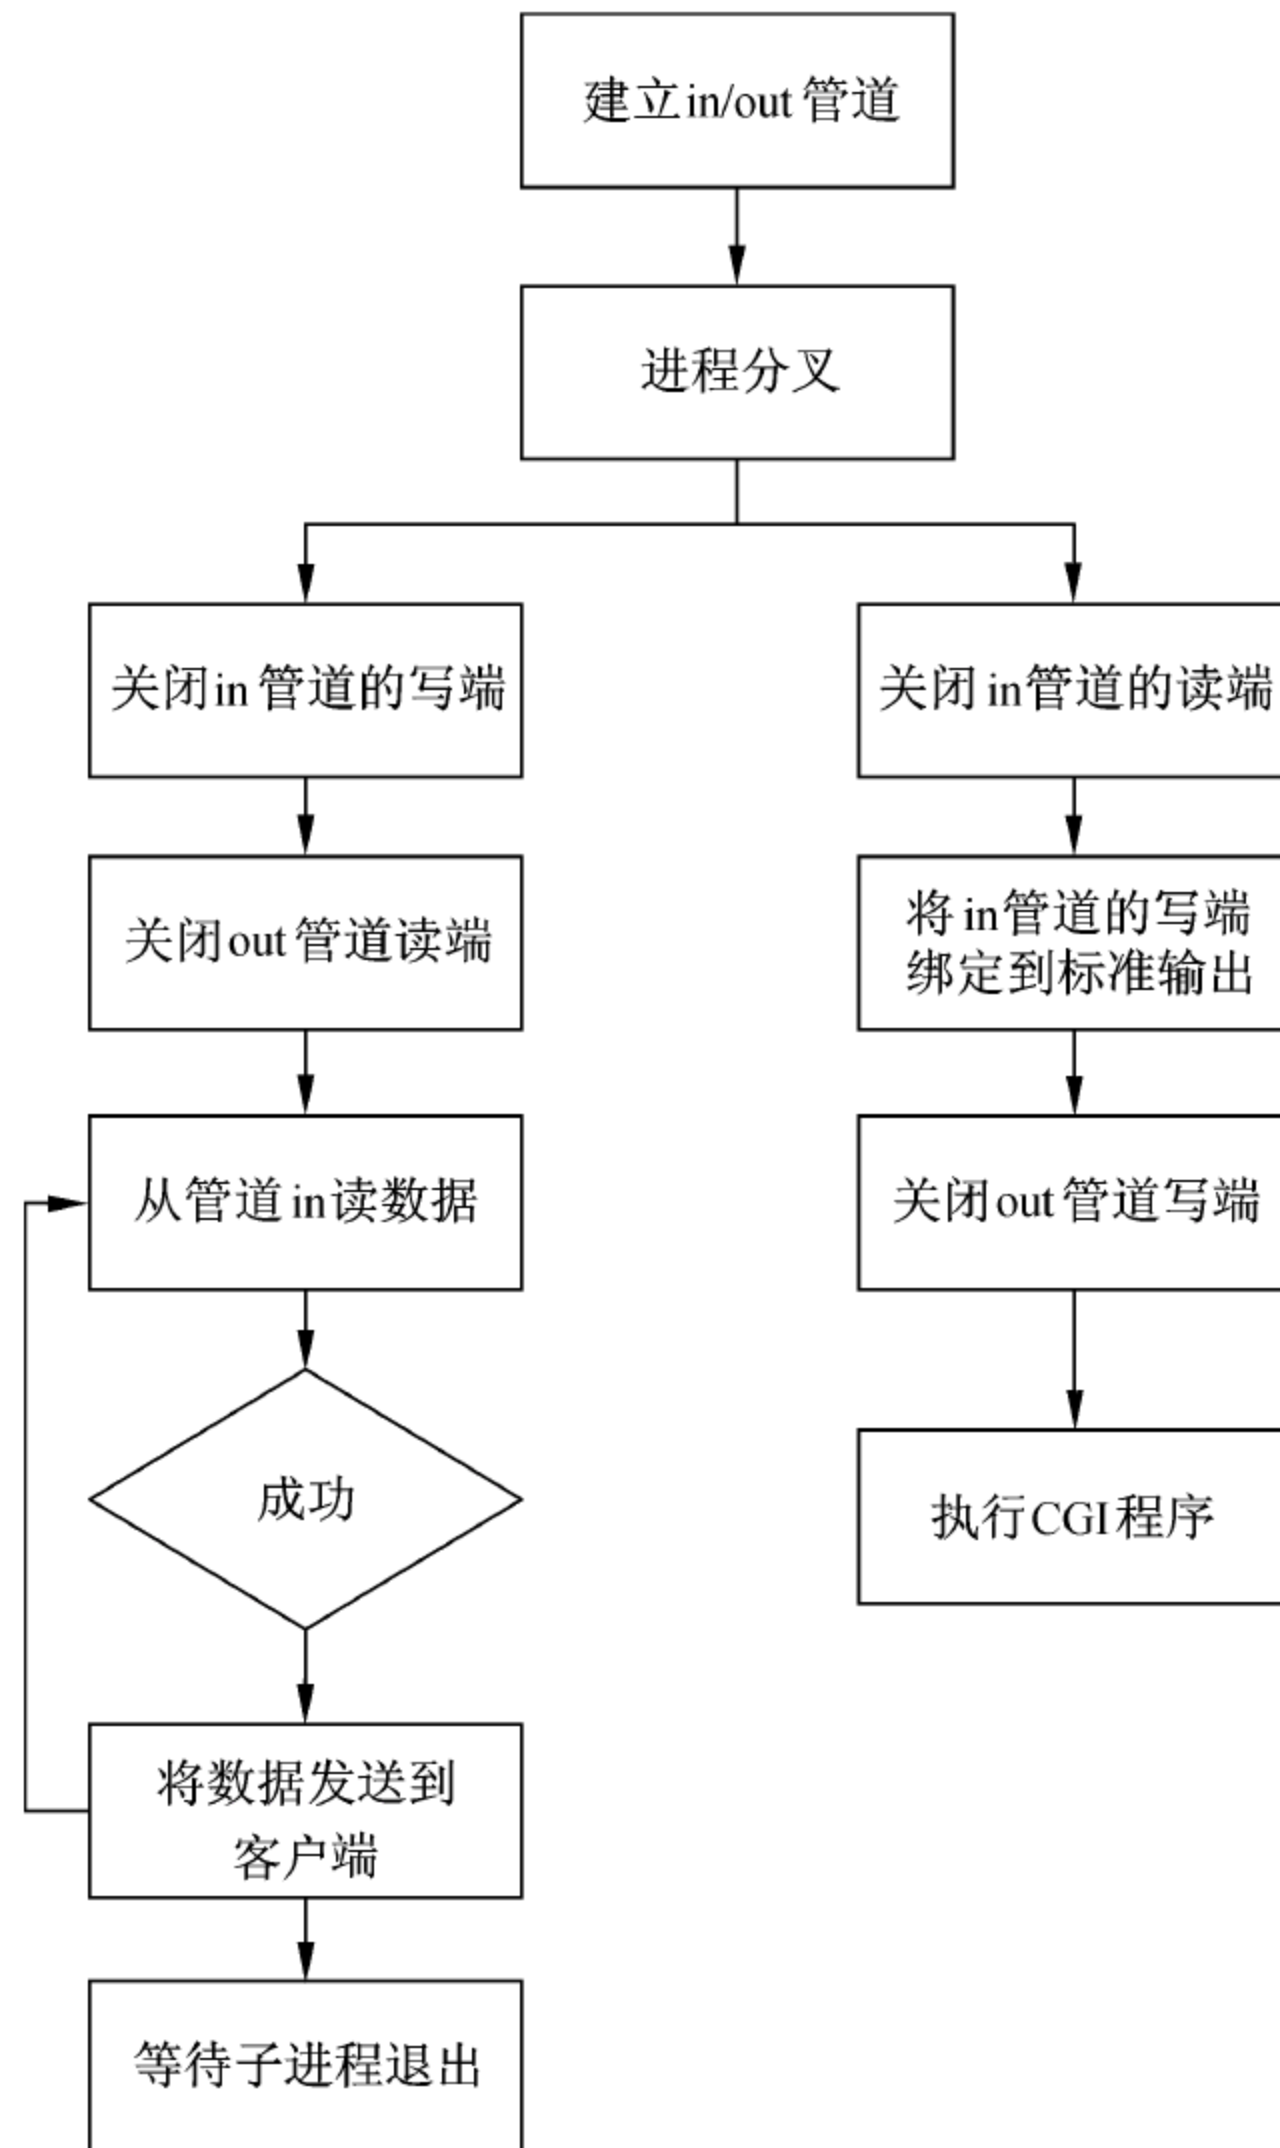 建立in/out管道
进程分叉
关闭in管道的写端
关闭out管道读端
从管道in读数据
成功
将数据发送到
客户端
等待子进程退出
关闭in管道的读端
将in管道的写端
绑定到标准输出
关闭out管道写端
执行CGI程序